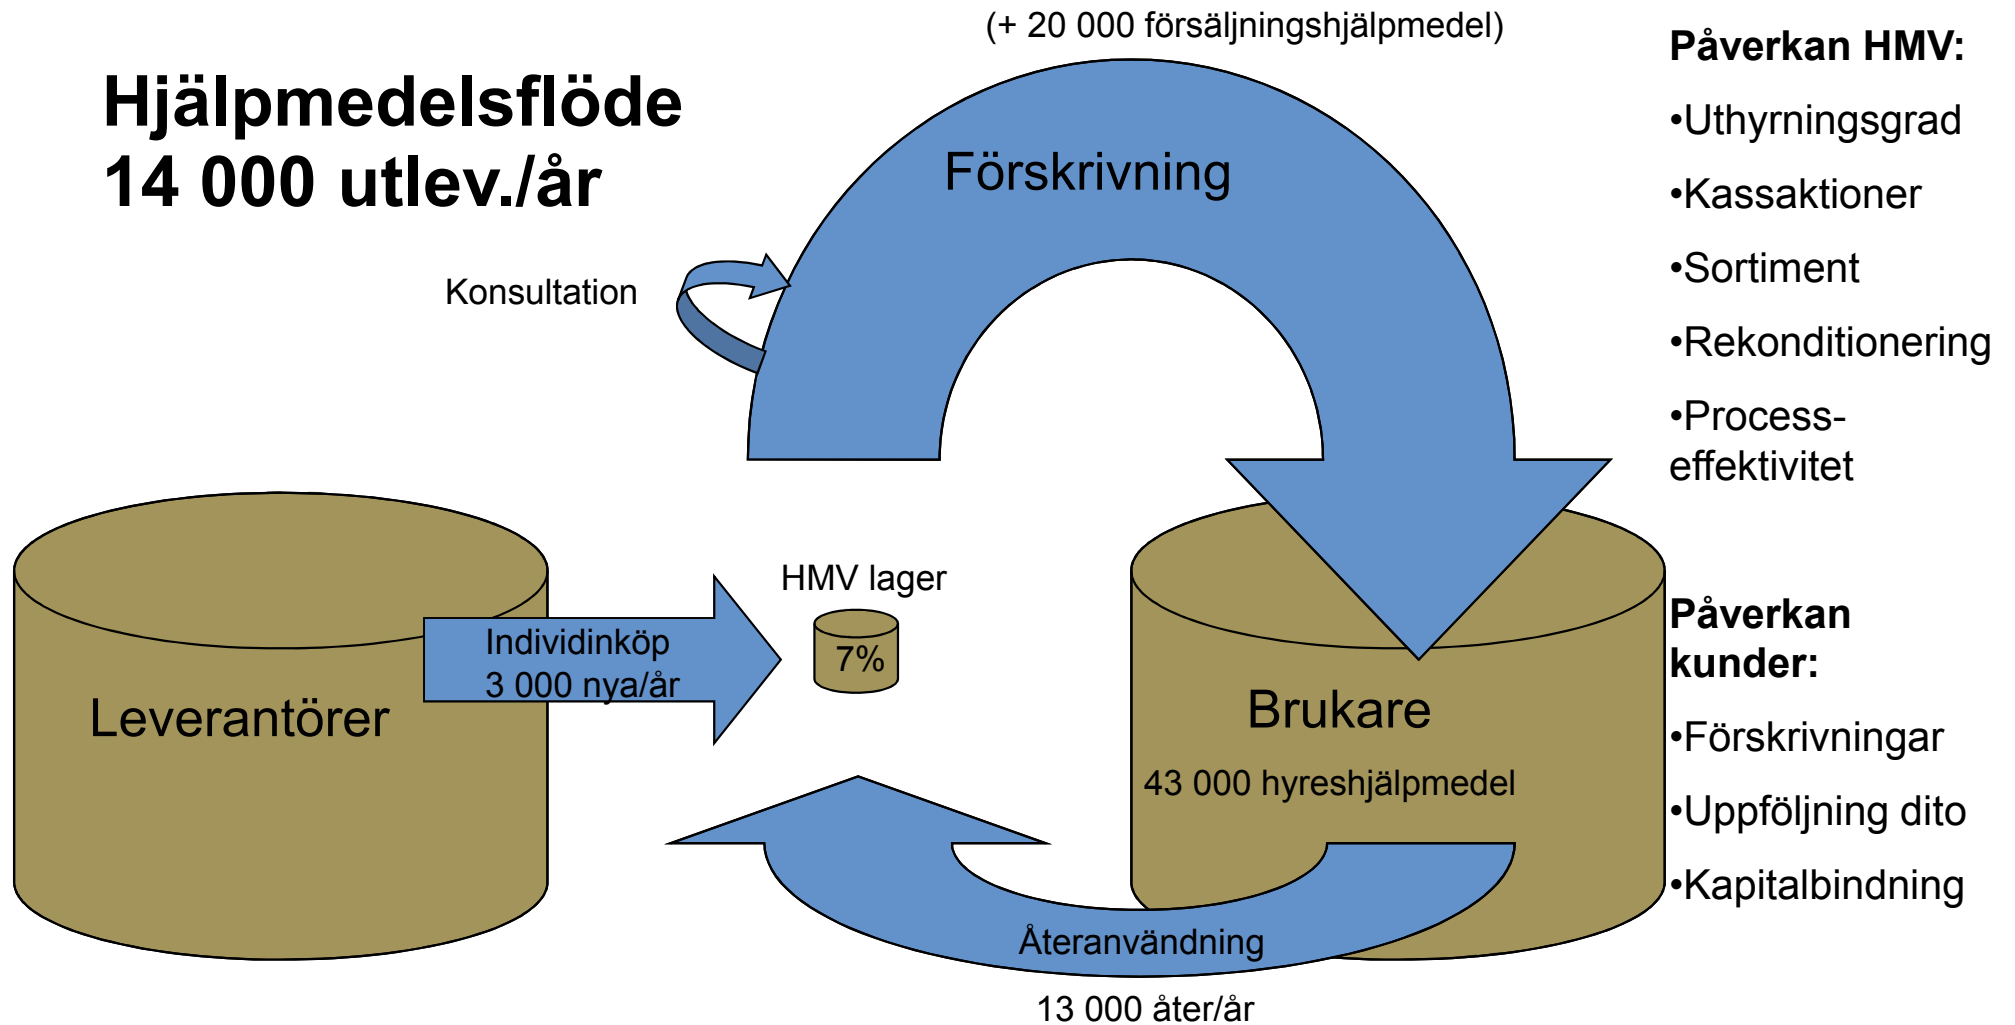 (+ 20 000 försäljningshjälpmedel)
Hjälpmedelsflöde
14 000 utlev./år
Förskrivning
Konsultation
HMV lager
7%
Individinköp
3 000 nya/år
Leverantörer
Brukare
43 000 hyreshjälpmedel
Återanvändning
13 000 åter/år
Påverkan HMV:
•Uthyrningsgrad
•Kassaktioner
•Sortiment
•Rekonditionering
•Process-
effektivitet
Påverkan
kunder:
•Förskrivningar
•Uppföljning dito
•Kapitalbindning